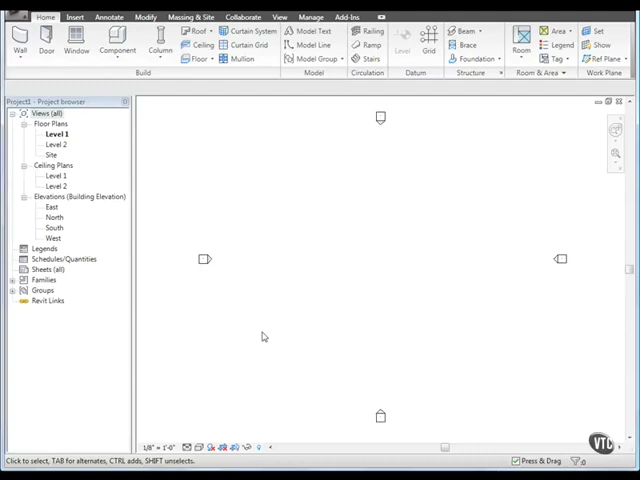 Home Insert Annotate Modify Massing & Site Collaborate View Manage Add-Ins
Wall Door Window Component Column Roof Ceiling Floor Curtain System Curtain Grid Mullion Model Text Model Line Model Group Railing Ramp Stairs Level Grid Beam Brace Foundation Room Area Legend Tag Set Show Ref Plane
Build Model Circulation Datum Structure Room & Area Work Plane
Project1 - Project browser
Views (all)
Floor Plans
Level 1
Level 2
Site
Ceiling Plans
Level 1
Level 2
Elevations (Building Elevation)
East
North
South
West
Legends
Schedules/Quantities
Sheets (all)
Families
Groups
Revit Links
1/8" = 1'-0"
VTC
Click to select, TAB for alternates, CTRL adds, SHIFT unselects.
Press & Drag
:0